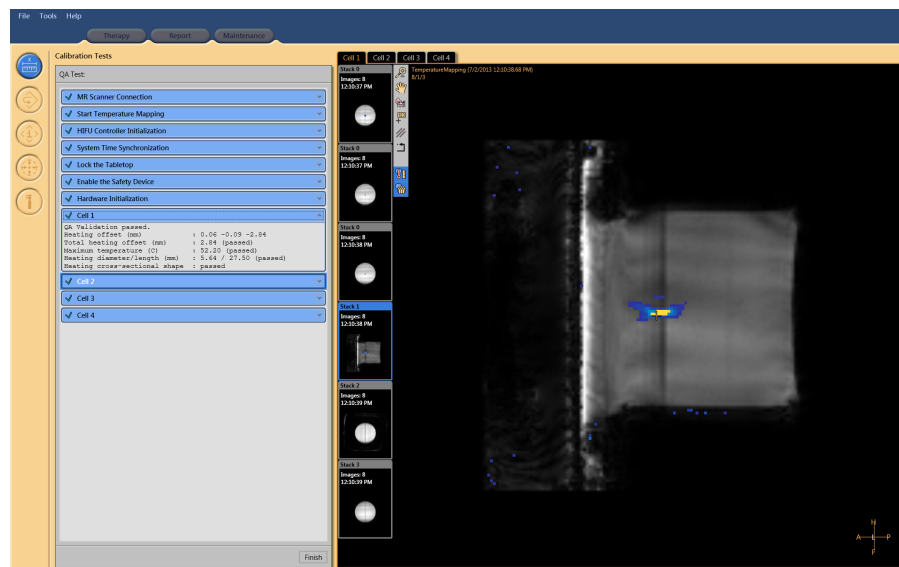 File Tools Help
Therapy Report Maintenance
Calibration Tests
QA Test:
MR Scanner Connection
Start Temperature Mapping
HIFU Controller Initialization
System Time Synchronization
Lock the Tabletop
Enable the Safety Device
Hardware Initialization
Cell 1
QA Validation passed.
Heating offset (mm) : 0.06 -0.09 -2.84
Total heating offset (mm) : 2.84 (passed)
Maximum temperature (C) : 52.20 (passed)
Heating diameter/length (mm) : 5.64 / 27.50 (passed)
Heating cross-sectional shape : passed
Cell 2
Cell 3
Cell 4
Finish
Cell 1 Cell 2 Cell 3 Cell 4
Stack 0
Images: 8
12:10:37 PM
Stack 0
Images: 8
12:10:37 PM
Stack 0
Images: 8
12:10:38 PM
Stack 1
Images: 8
12:10:38 PM
Stack 2
Images: 8
12:10:39 PM
Stack 3
Images: 8
12:10:39 PM
TemperatureMapping (7/2/2013 12:10:38.68 PM)
8/1/3
H
A L P
F